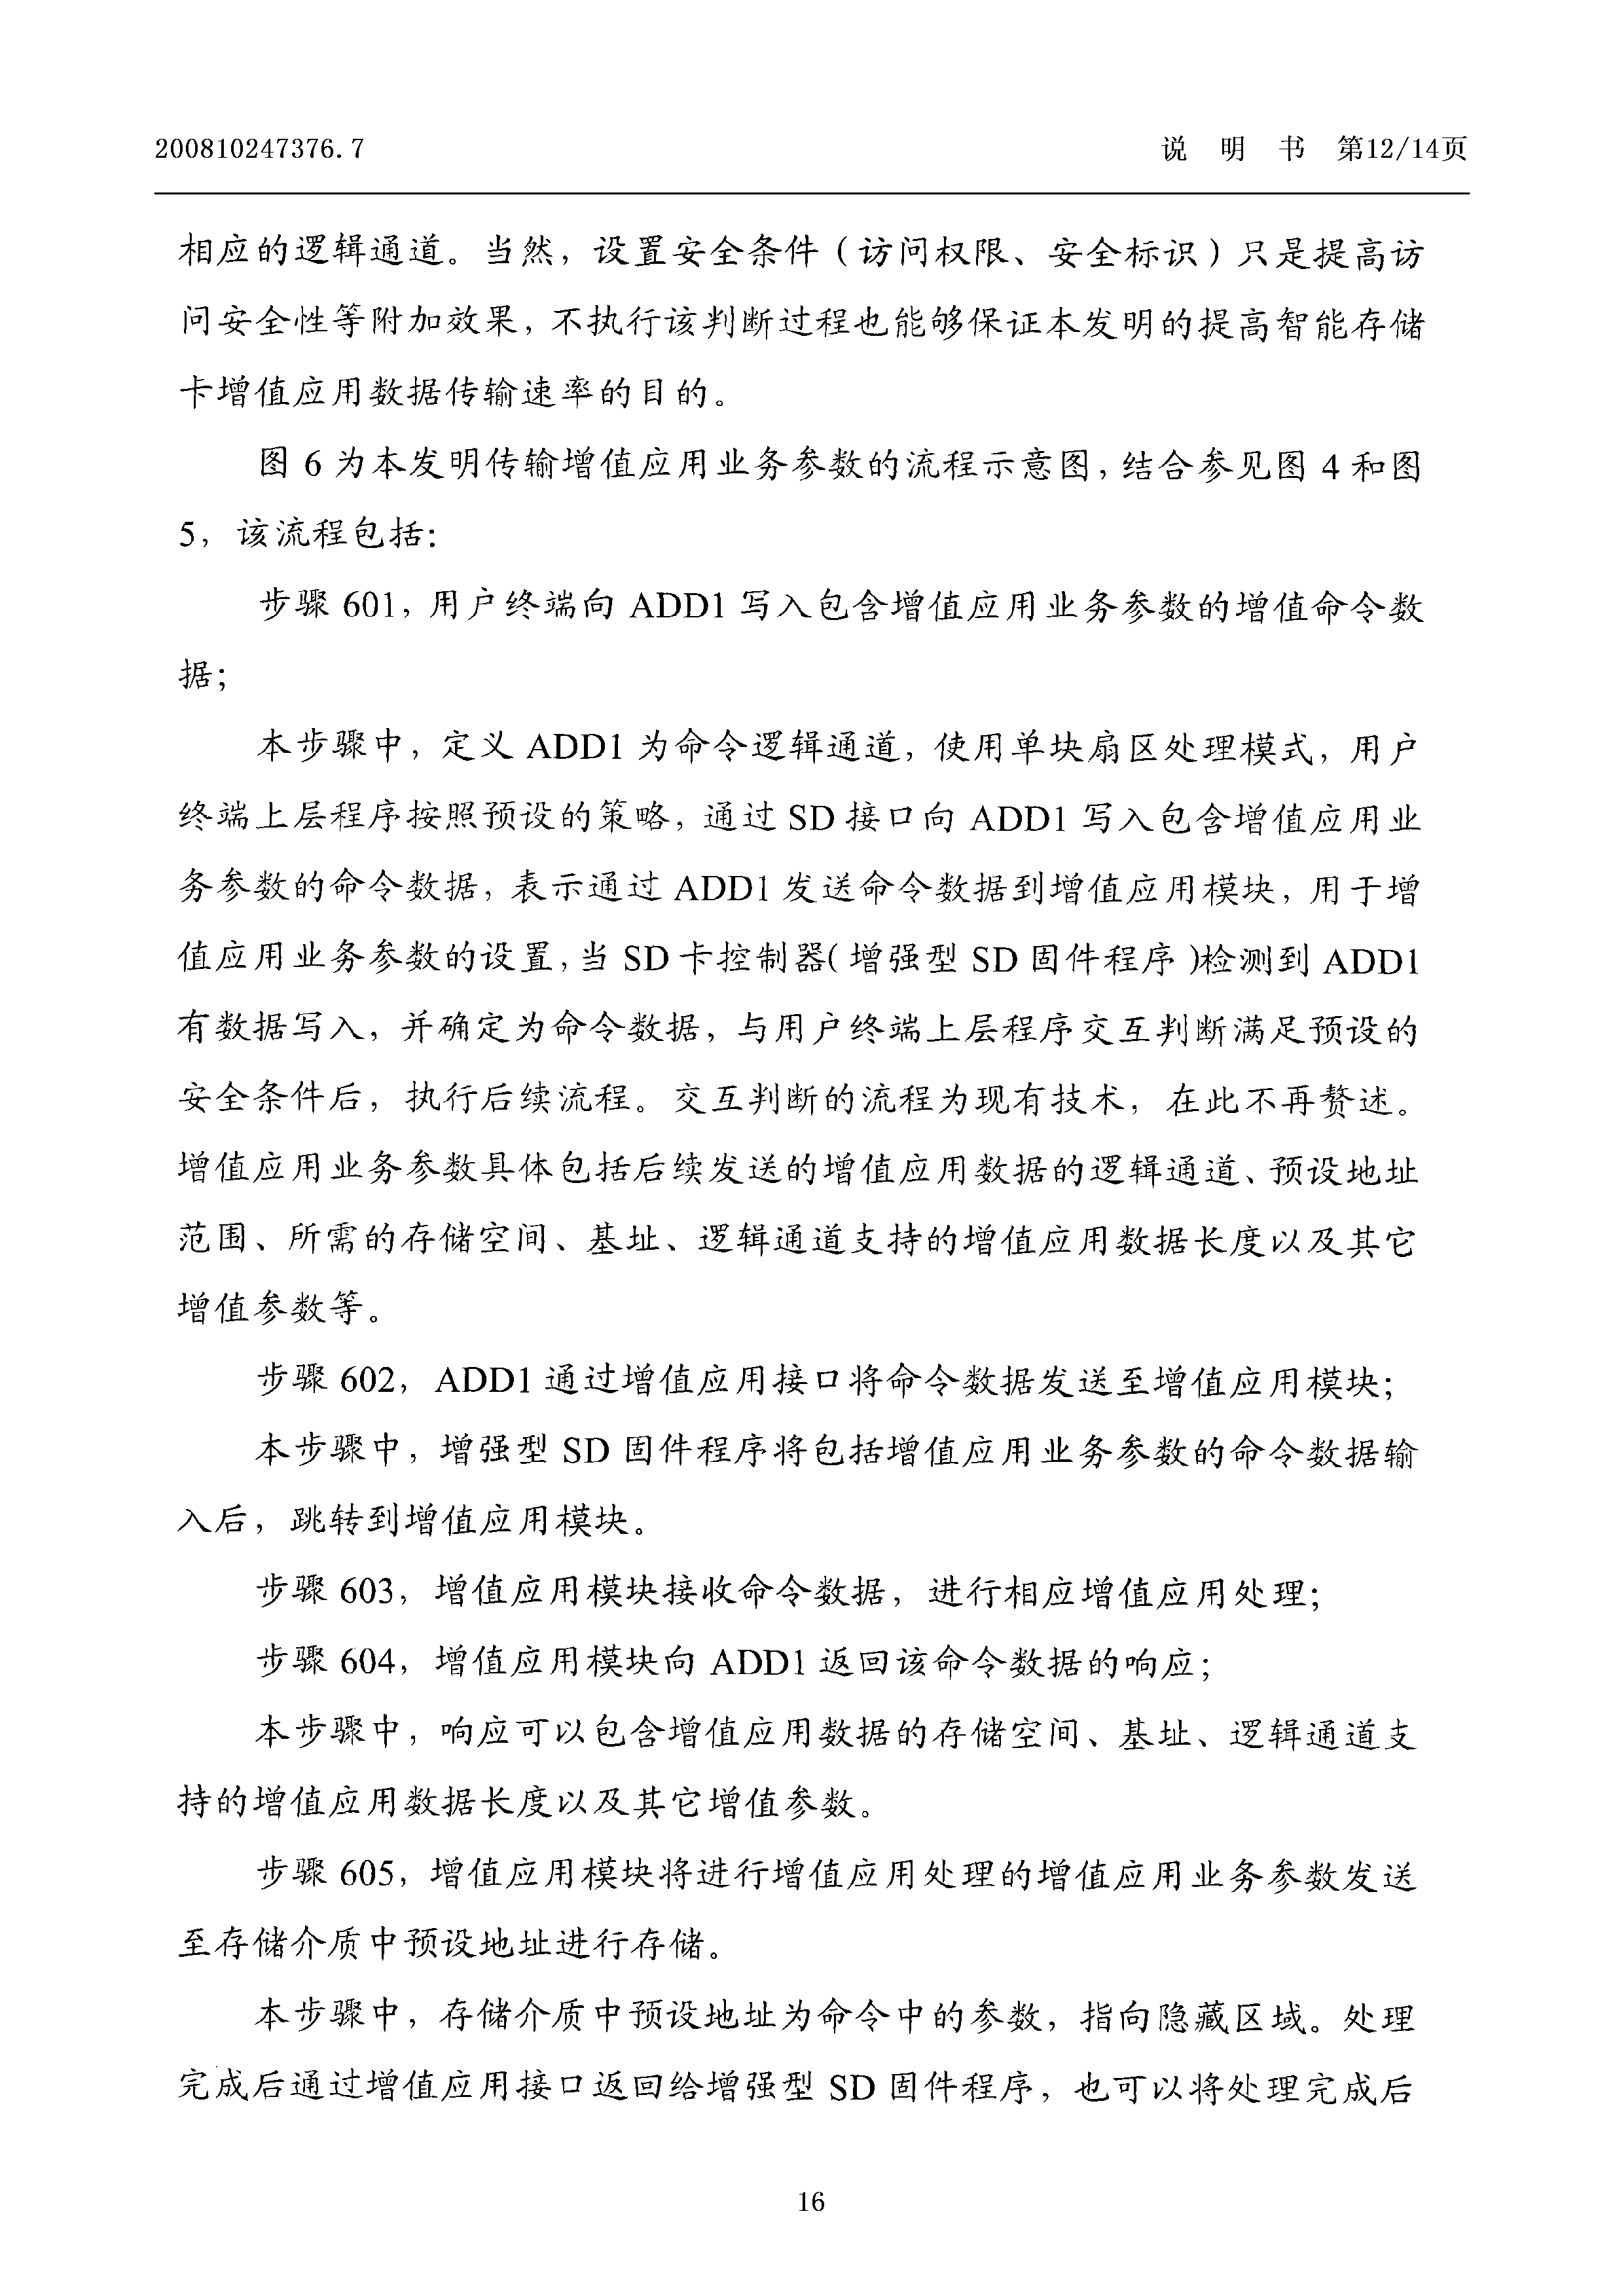 200810247376.7
说 明 书 第12/14页
相应的逻辑通道。当然，设置安全条件（访问权限、安全标识）只是提高访
问安全性等附加效果，不执行该判断过程也能够保证本发明的提高智能存储
卡增值应用数据传输速率的目的。
图 6 为本发明传输增值应用业务参数的流程示意图，结合参见图 4 和图
5，该流程包括：
步骤 601，用户终端向 ADD1 写入包含增值应用业务参数的增值命令数
据；
本步骤中，定义 ADD1 为命令逻辑通道，使用单块扇区处理模式，用户
终端上层程序按照预设的策略，通过 SD 接口向 ADD1 写入包含增值应用业
务参数的命令数据，表示通过 ADD1 发送命令数据到增值应用模块，用于增
值应用业务参数的设置，当 SD 卡控制器（增强型 SD 固件程序）检测到 ADD1
有数据写入，并确定为命令数据，与用户终端上层程序交互判断满足预设的
安全条件后，执行后续流程。交互判断的流程为现有技术，在此不再赘述。
增值应用业务参数具体包括后续发送的增值应用数据的逻辑通道、预设地址
范围、所需的存储空间、基址、逻辑通道支持的增值应用数据长度以及其它
增值参数等。
步骤 602，ADD1 通过增值应用接口将命令数据发送至增值应用模块；
本步骤中，增强型 SD 固件程序将包括增值应用业务参数的命令数据输
入后，跳转到增值应用模块。
步骤 603，增值应用模块接收命令数据，进行相应增值应用处理；
步骤 604，增值应用模块向 ADD1 返回该命令数据的响应；
本步骤中，响应可以包含增值应用数据的存储空间、基址、逻辑通道支
持的增值应用数据长度以及其它增值参数。
步骤 605，增值应用模块将进行增值应用处理的增值应用业务参数发送
至存储介质中预设地址进行存储。
本步骤中，存储介质中预设地址为命令中的参数，指向隐藏区域。处理
完成后通过增值应用接口返回给增强型 SD 固件程序，也可以将处理完成后
16